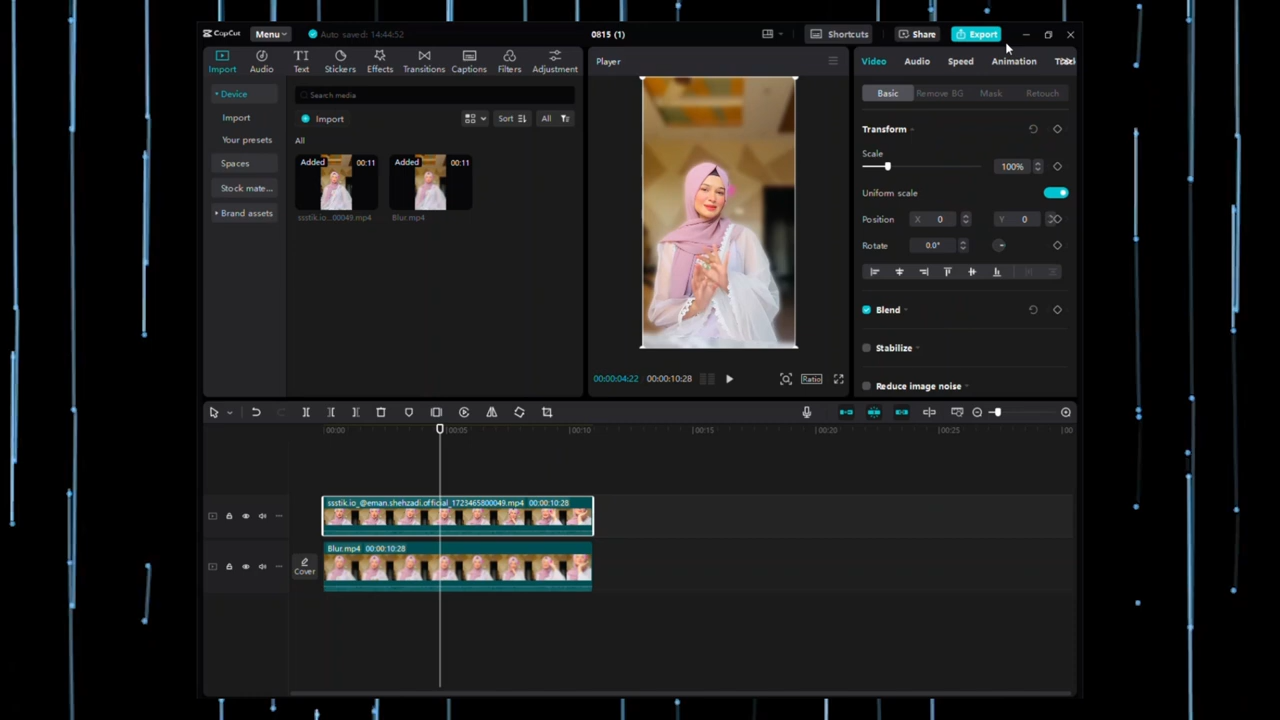 CapCut Menu Auto saved: 14:44:52 0815 (1) Shortcuts Share Export
Import Audio Text Stickers Effects Transitions Captions Filters Adjustment
Device
Import
Your presets
Spaces
Stock mate...
Brand assets
Search media
Import Sort All
All
Added 00:11 Added 00:11
ssstik.io...00049.mp4 Blur.mp4
Player
00:00:04:22 00:00:10:28 Ratio
Video Audio Speed Animation
Basic Remove BG Mask Retouch
Transform
Scale
100%
Uniform scale
Position X 0 Y 0
Rotate 0.0°
Blend
Stabilize
Reduce image noise
00:00 00:05 00:10 00:15 00:20 00:25 00
ssstik.io_@eman.shehzadi.official_1723465800049.mp4 00:00:10:28
Blur.mp4 00:00:10:28
Cover